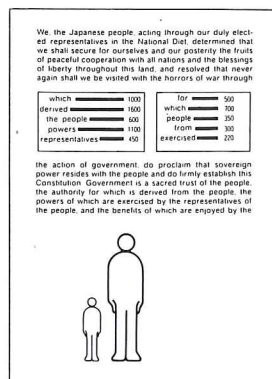 We, the Japanese people, acting through our duly elect-
ed representatives in the National Diet, determined that
we shall secure for ourselves and our posterity the fruits
of peaceful cooperation with all nations and the blessings
of liberty throughout this land, and resolved that never
again shall we be visited with the horrors of war through
which 1000
derived 1600
the people 600
powers 1100
representatives 450
for 500
which 700
people 350
from 300
exercised 220
the action of government, do proclaim that sovereign
power resides with the people and do firmly establish this
Constitution Government is a sacred trust of the people,
the authority for which is derived from the people, the
powers of which are exercised by the representatives of
the people, and the benefits of which are enjoyed by the